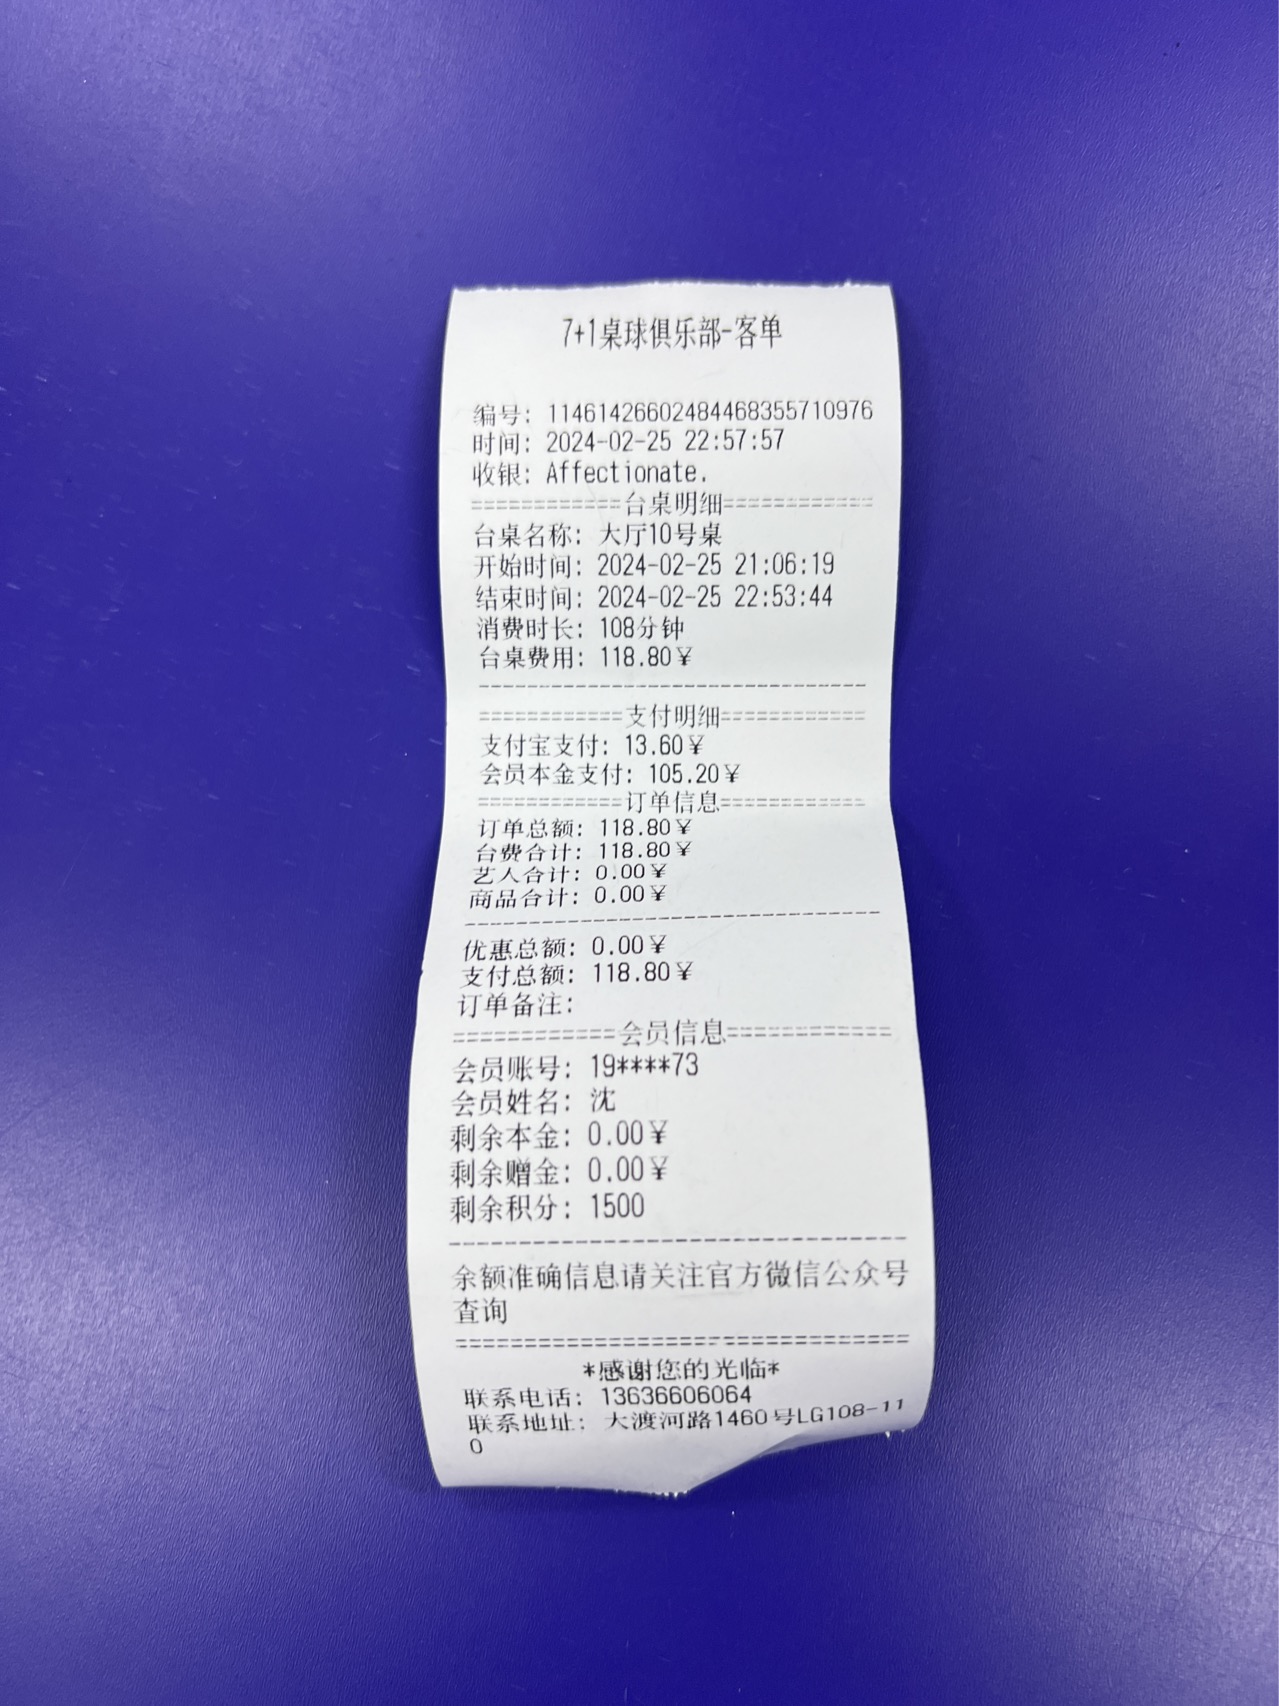 7+1桌球俱乐部-客单
编号: 1146142660248446835571​0976
时间: 2024-02-25 22:57:57
收银: Affectionate.
============台桌明细============
台桌名称: 大厅10号桌
开始时间: 2024-02-25 21:06:19
结束时间: 2024-02-25 22:53:44
消费时长: 108分钟
台桌费用: 118.80¥
--------------------------------
============支付明细============
支付宝支付: 13.60¥
会员本金支付: 105.20¥
============订单信息============
订单总额: 118.80¥
台费合计: 118.80¥
艺人合计: 0.00¥
商品合计: 0.00¥
--------------------------------
优惠总额: 0.00¥
支付总额: 118.80¥
订单备注:
============会员信息============
会员账号: 19****73
会员姓名: 沈
剩余本金: 0.00¥
剩余赠金: 0.00¥
剩余积分: 1500
--------------------------------
余额准确信息请关注官方微信公众号
查询
================================
*感谢您的光临*
联系电话: 13636606064
联系地址: 大渡河路1460号LG108-11
0